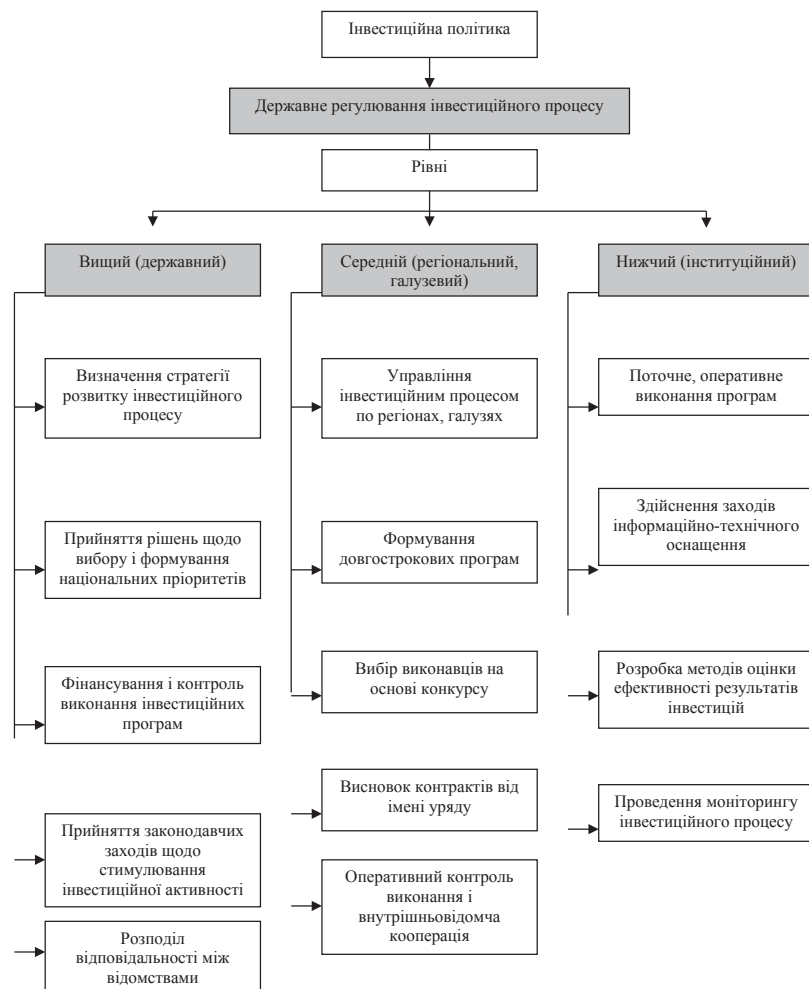 Інвестиційна політика
Державне регулювання інвестиційного процесу
Рівні
Вищий (державний)
Визначення стратегії
розвитку інвестиційного
процесу
Прийняття рішень щодо
вибору і формування
національних пріоритетів
Фінансування і контроль
виконання інвестиційних
програм
Прийняття законодавчих
заходів щодо
стимулювання
інвестиційної активності
Розподіл
відповідальності між
відомствами
Середній (регіональний,
галузевий)
Управління
інвестиційним процесом
по регіонах, галузях
Формування
довгострокових програм
Вибір виконавців на
основі конкурсу
Висновок контрактів від
імені уряду
Оперативний контроль
виконання і
внутрішньовідомча
кооперація
Нижчий (інституційний)
Поточне, оперативне
виконання програм
Здійснення заходів
інформаційно-технічного
оснащення
Розробка методів оцінки
ефективності результатів
інвестицій
Проведення моніторингу
інвестиційного процесу